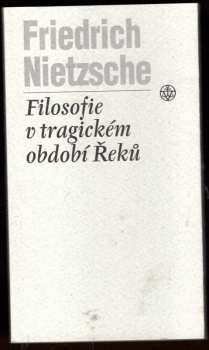 Friedrich
Nietzsche
Filosofie
v tragickém
období Řeků